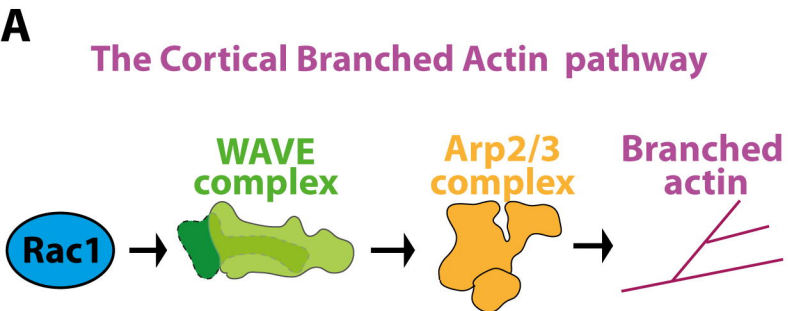 A
The Cortical Branched Actin pathway
WAVE
complex
Arp2/3
complex
Branched
actin
Rac1